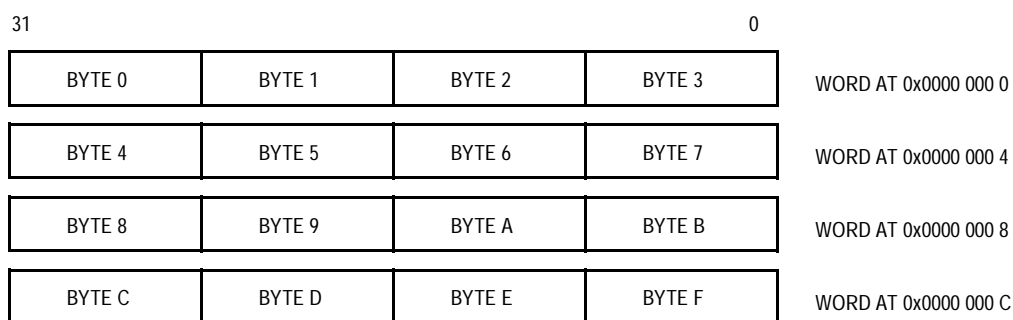 31 0
BYTE 0 BYTE 1 BYTE 2 BYTE 3 WORD AT 0x0000 000 0
BYTE 4 BYTE 5 BYTE 6 BYTE 7 WORD AT 0x0000 000 4
BYTE 8 BYTE 9 BYTE A BYTE B WORD AT 0x0000 000 8
BYTE C BYTE D BYTE E BYTE F WORD AT 0x0000 000 C